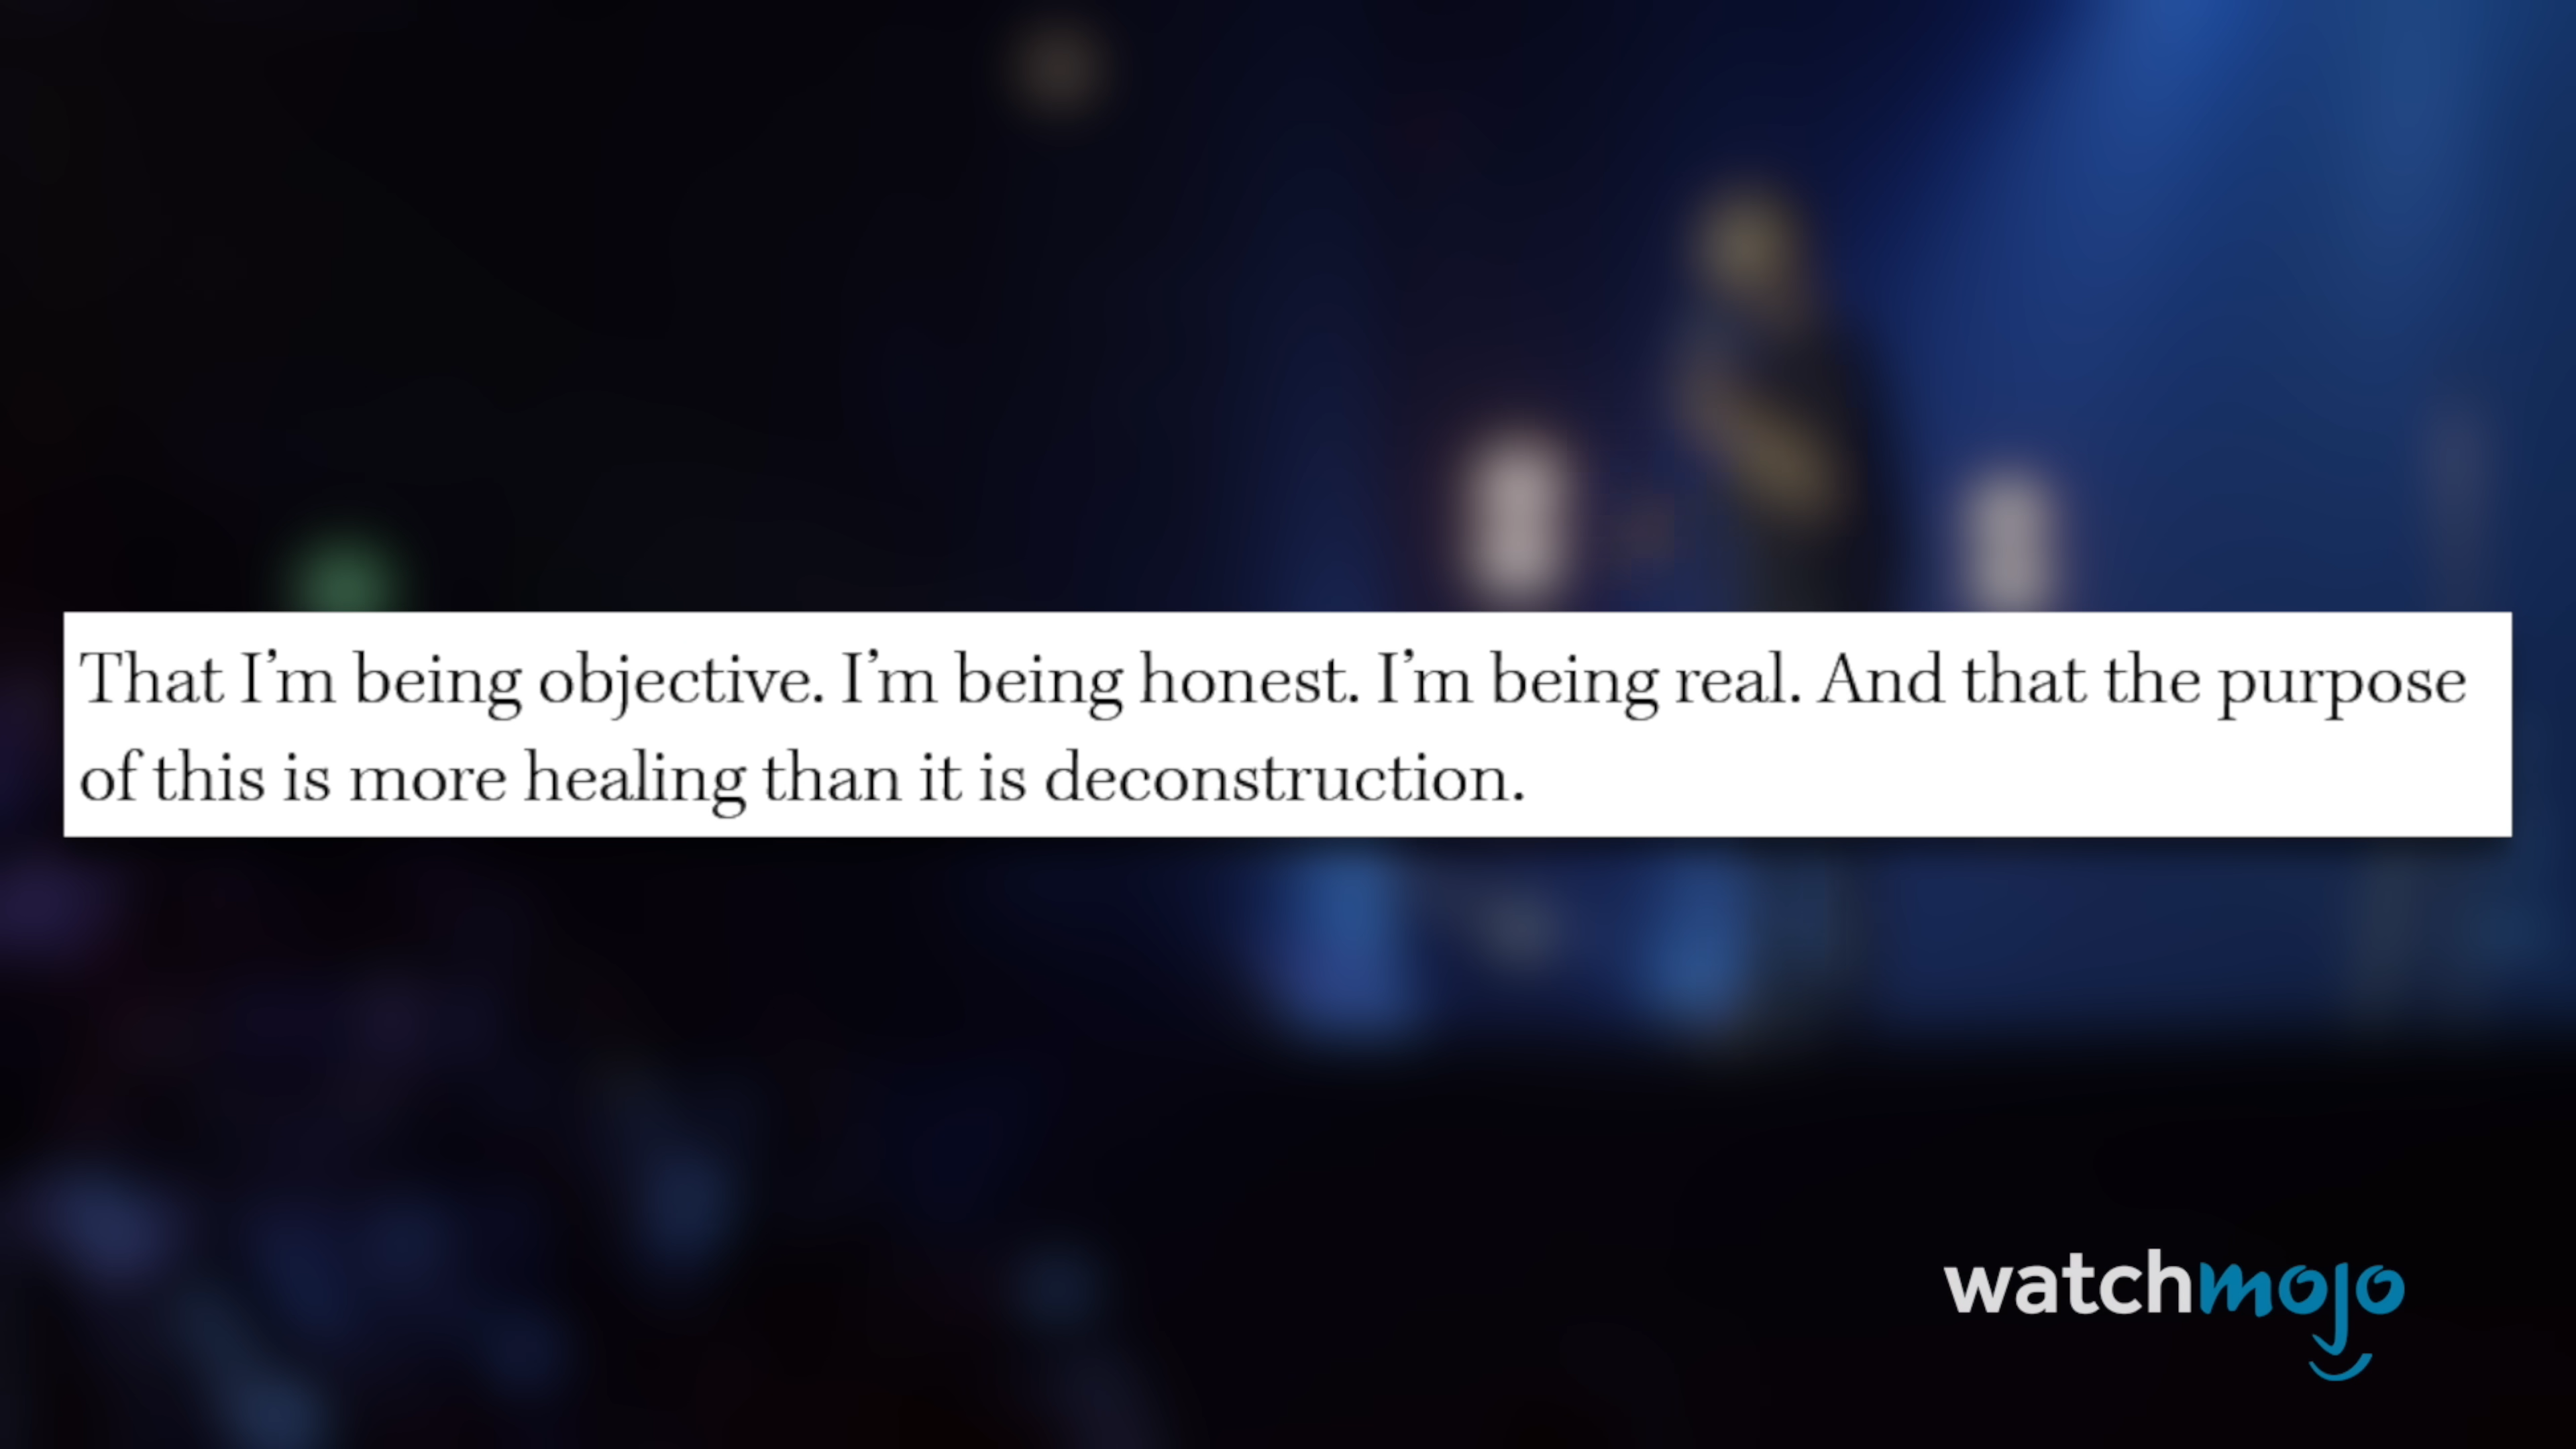 That I’m being objective. I’m being honest. I’m being real. And that the purpose
of this is more healing than it is deconstruction.
watchmojo